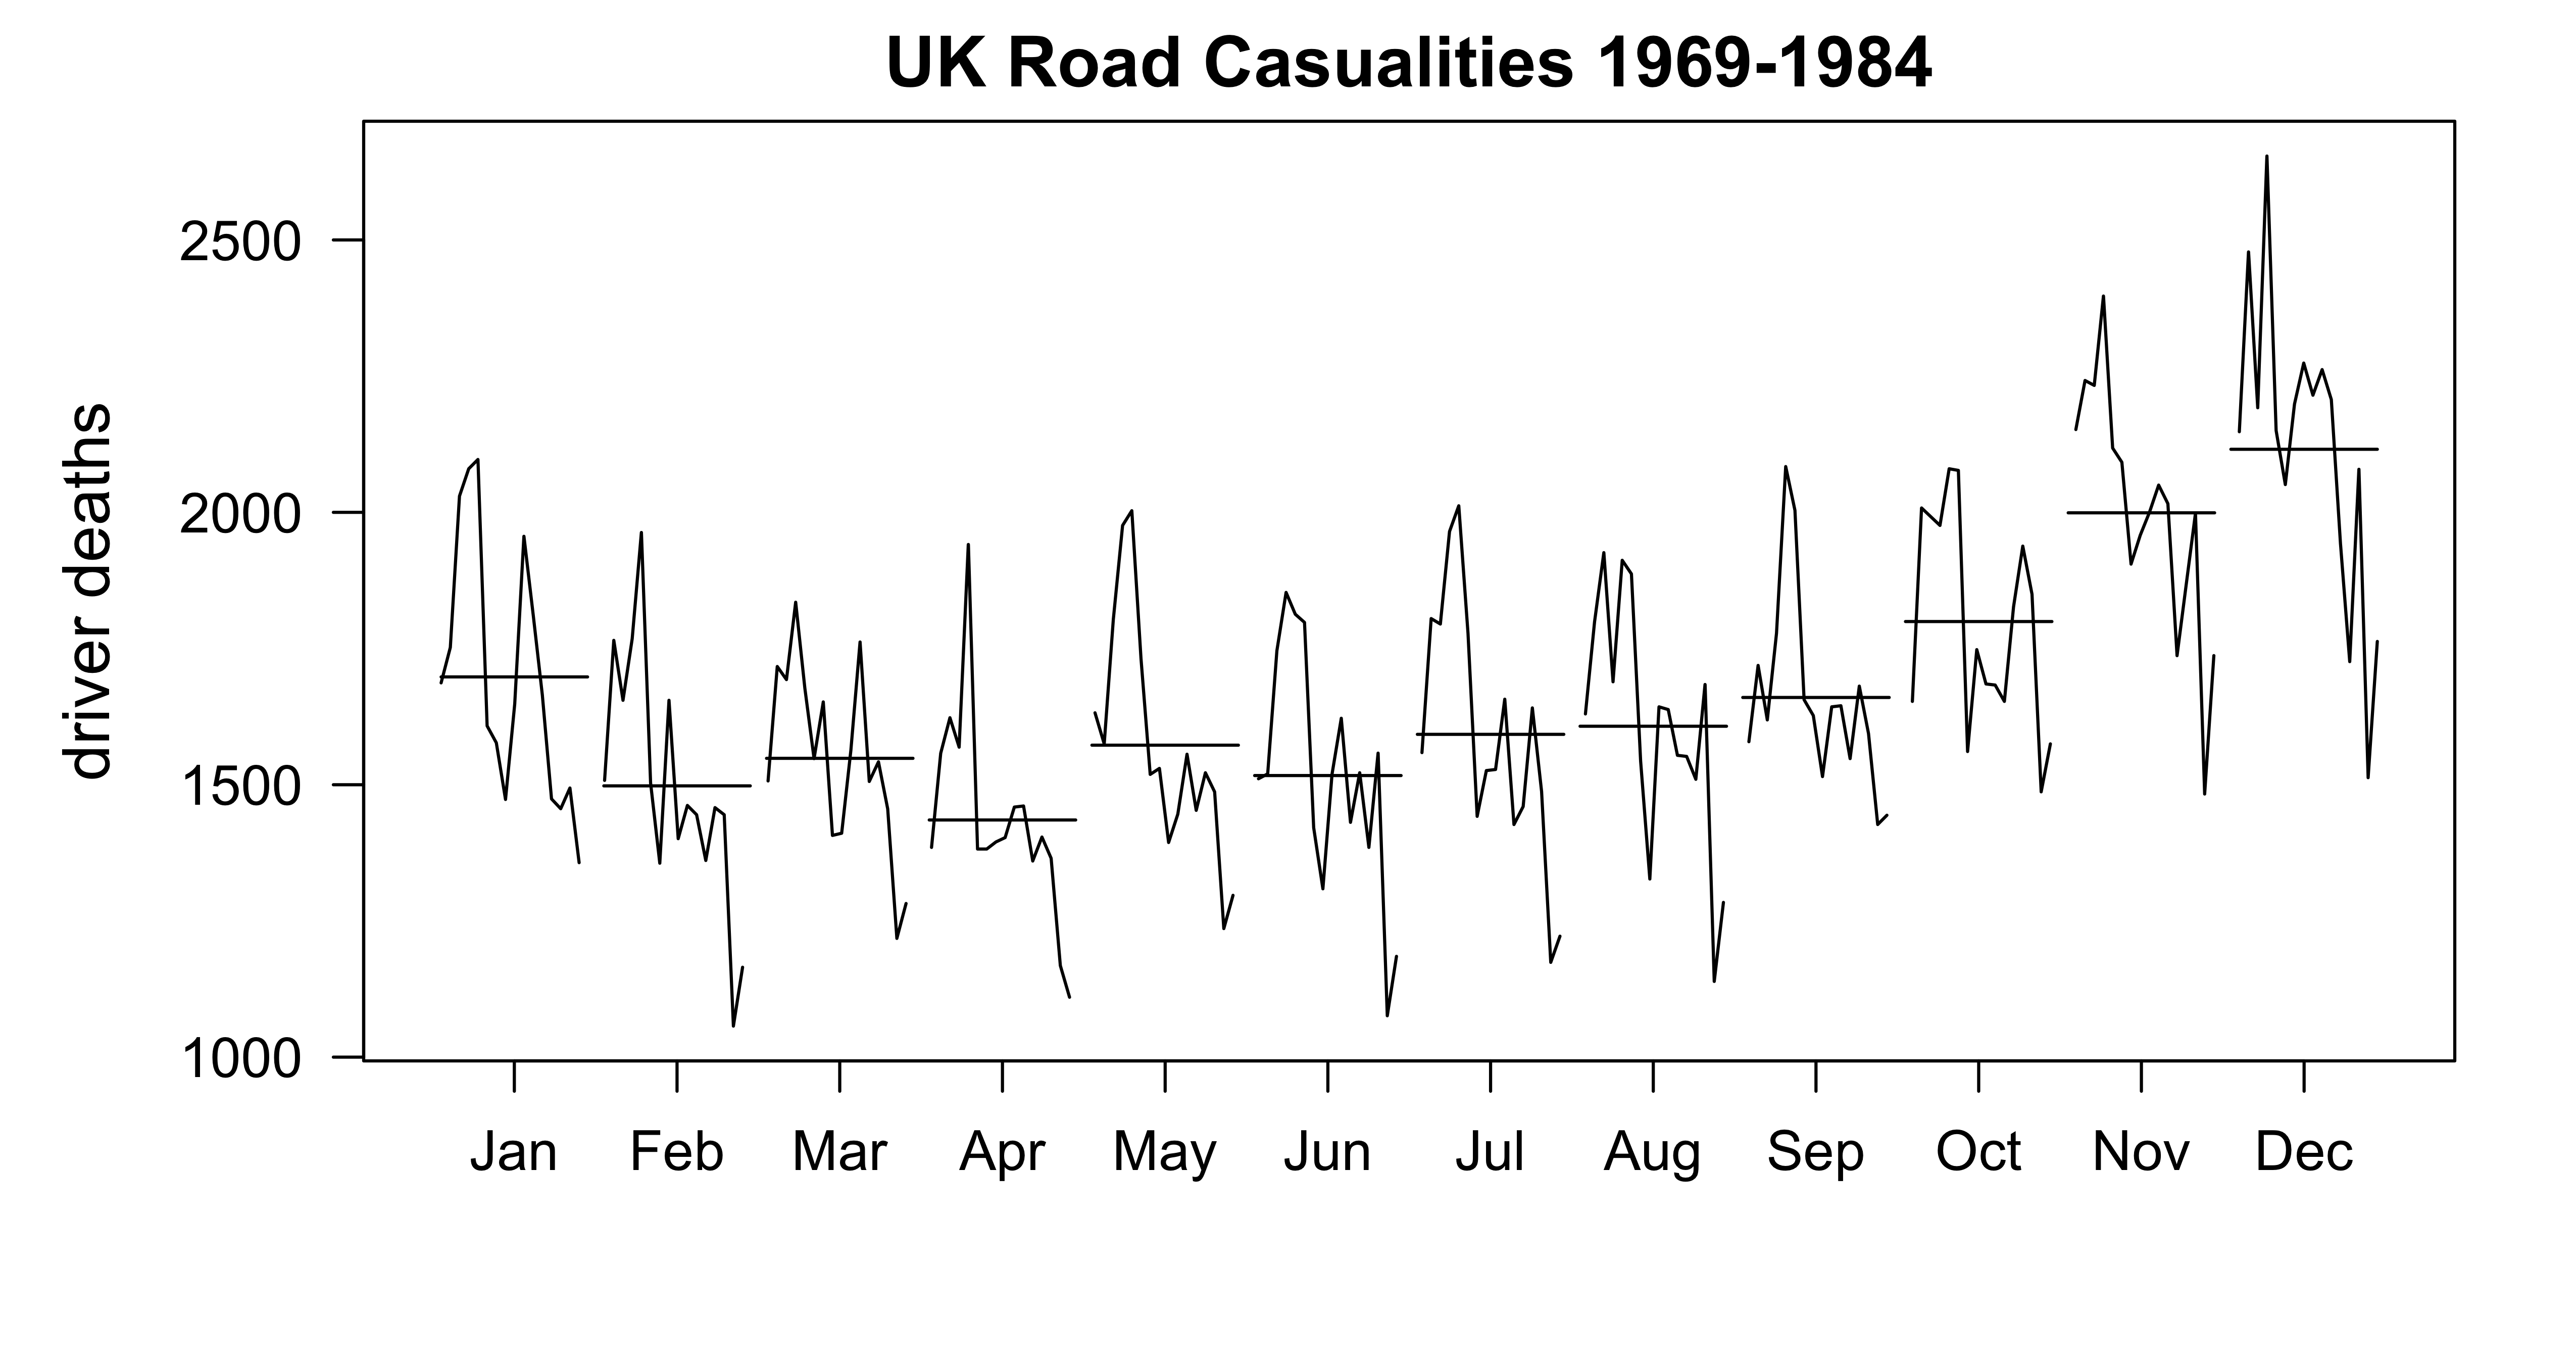 UK Road Casualities 1969-1984
driver deaths
2500
2000
1500
1000
Jan Feb Mar Apr May Jun Jul Aug Sep Oct Nov Dec